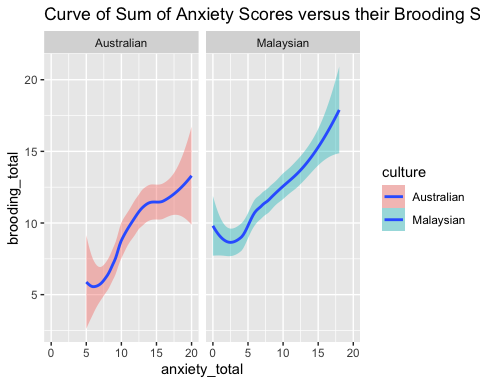 Curve of Sum of Anxiety Scores versus their Brooding S
Australian
Malaysian
20
15
10
5
brooding_total
0 5 10 15 20
0 5 10 15 20
anxiety_total
culture
Australian
Malaysian